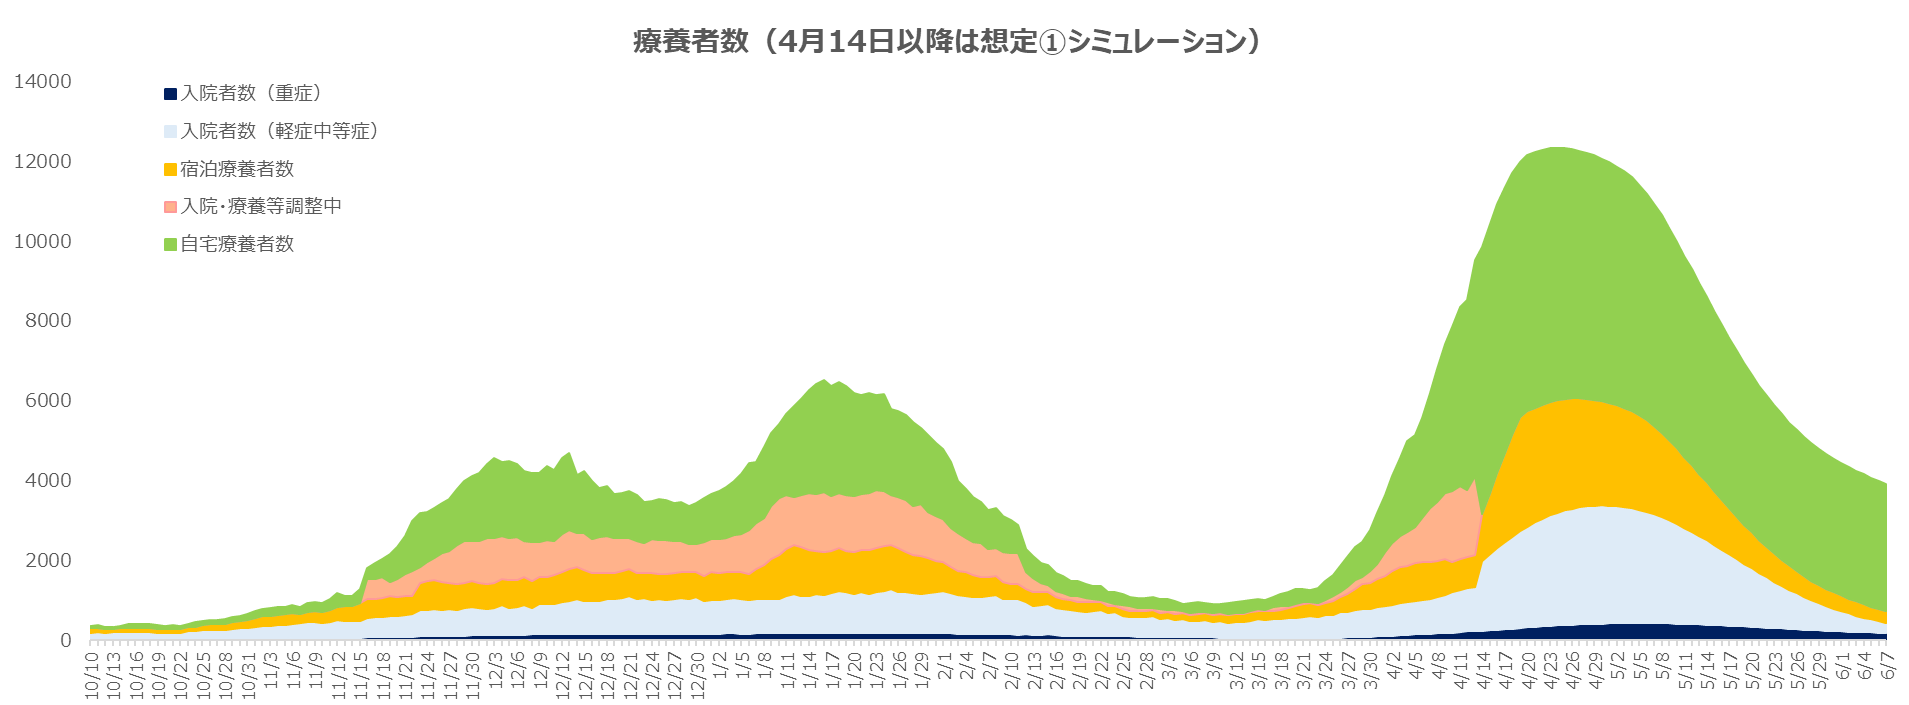 療養者数（4月14日以降は想定①シミュレーション）
14000
12000
10000
8000
6000
4000
2000
0
入院者数（重症）
入院者数（軽症中等症）
宿泊療養者数
入院・療養等調整中
自宅療養者数
10/10 10/13 10/16 10/19 10/22 10/25 10/28 10/31 11/3 11/6 11/9 11/12 11/15 11/18 11/21 11/24 11/27 11/30 12/3 12/6 12/9 12/12 12/15 12/18 12/21 12/24 12/27 12/30 1/2 1/5 1/8 1/11 1/14 1/17 1/20 1/23 1/26 1/29 2/1 2/4 2/7 2/10 2/13 2/16 2/19 2/22 2/25 2/28 3/3 3/6 3/9 3/12 3/15 3/18 3/21 3/24 3/27 3/30 4/2 4/5 4/8 4/11 4/14 4/17 4/20 4/23 4/26 4/29 5/2 5/5 5/8 5/11 5/14 5/17 5/20 5/23 5/26 5/29 6/1 6/4 6/7